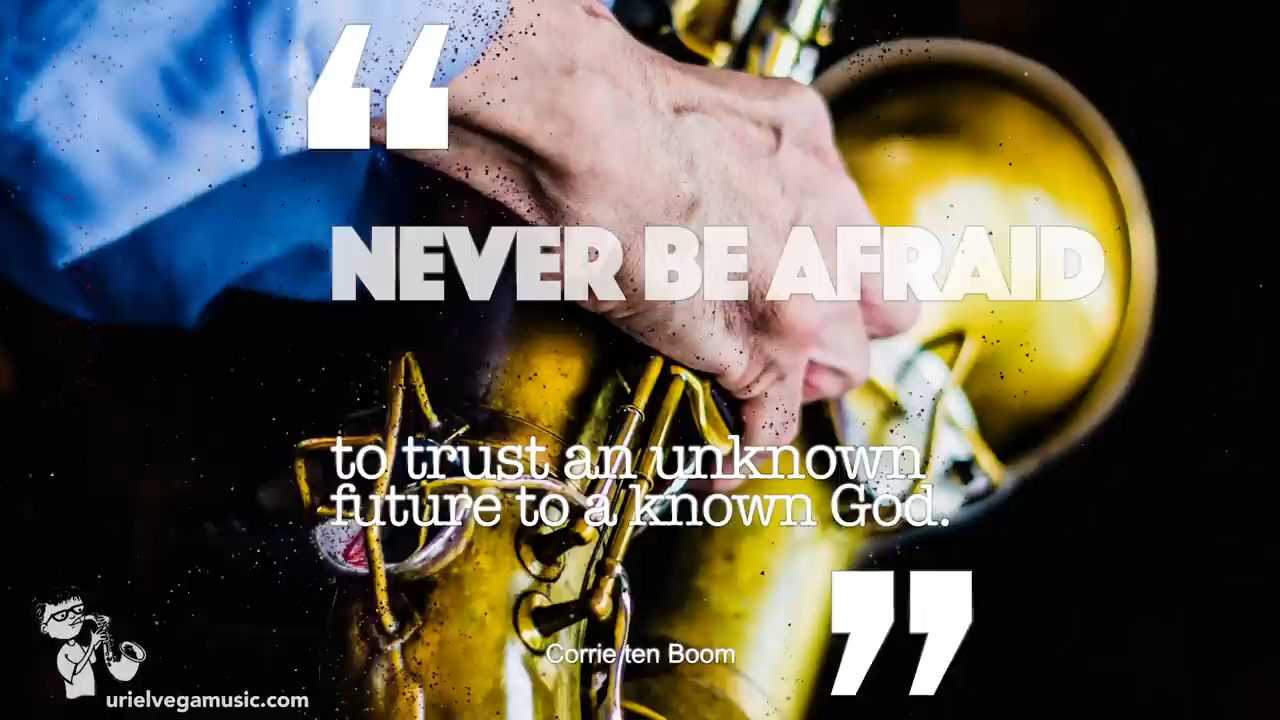 “
NEVER BE AFRAID
to trust an unknown
future to a known God.
”
Corrie ten Boom
urielvegamusic.com